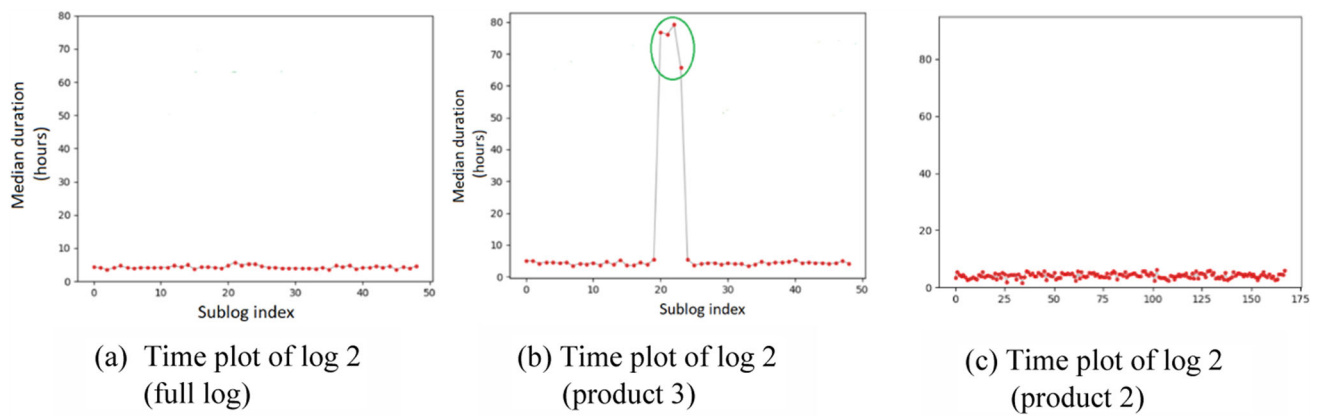 80
70
60
50
40
30
20
10
0
Median duration
(hours)
0 10 20 30 40 50
Sublog index
(a) Time plot of log 2
(full log)
80
70
60
50
40
30
20
10
0
Median duration
(hours)
0 10 20 30 40 50
Sublog index
(b) Time plot of log 2
(product 3)
80
60
40
20
0
0 25 50 75 100 125 150 175
(c) Time plot of log 2
(product 2)